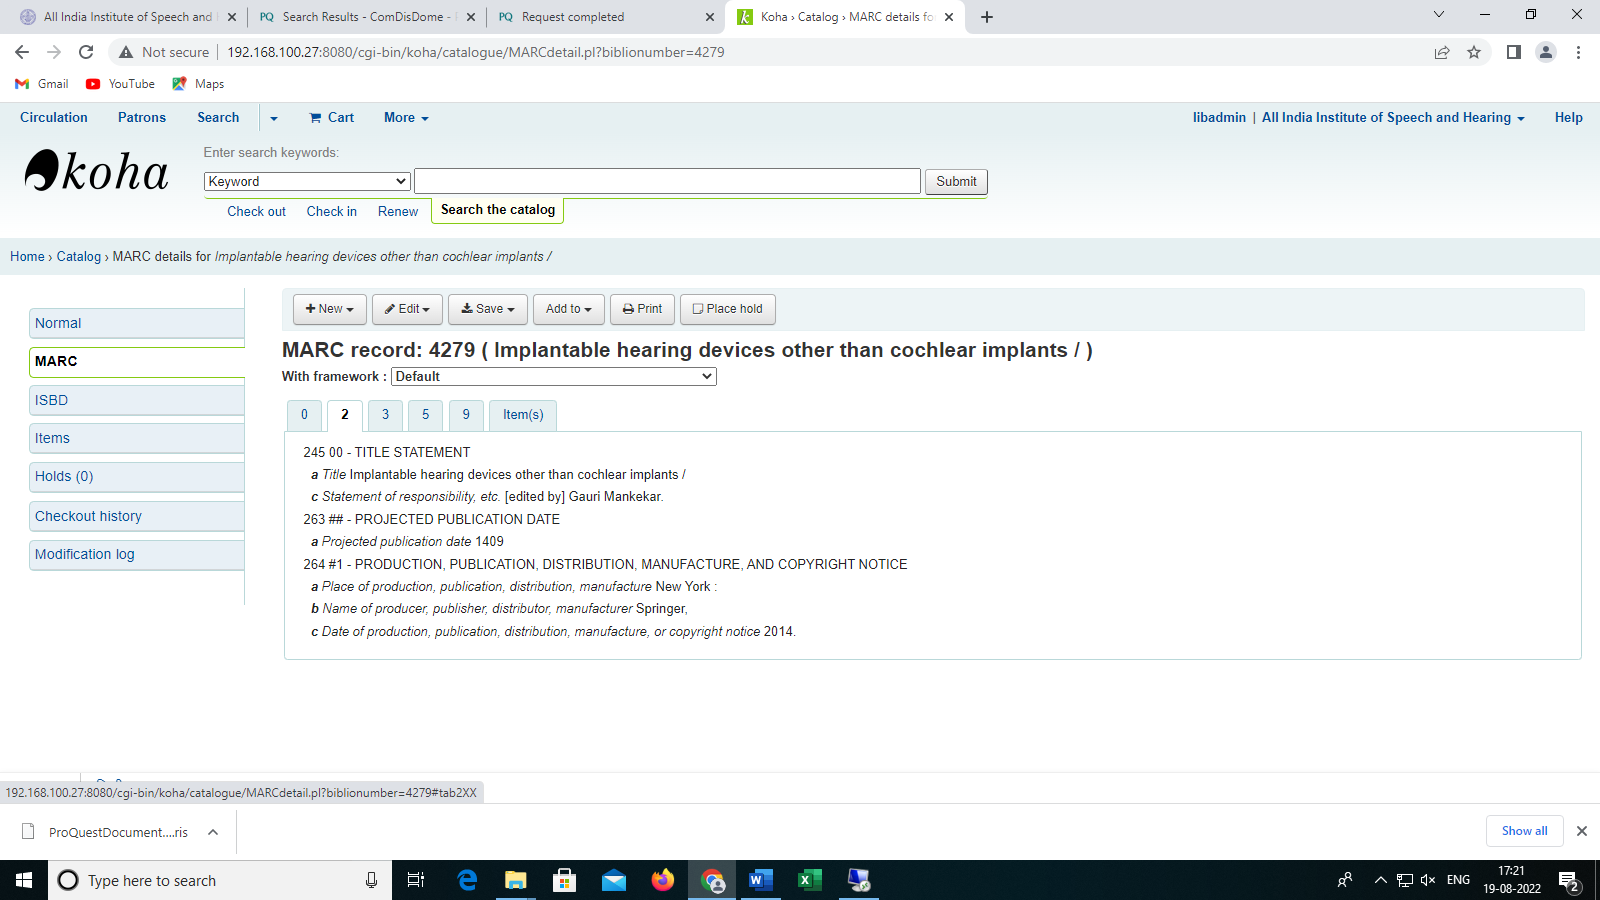 All India Institute of Speech and
Search Results - ComDisDome -
Request completed
Koha › Catalog › MARC details fo
Not secure
192.168.100.27:8080/cgi-bin/koha/catalogue/MARCdetail.pl?biblionumber=4279
Gmail
YouTube
Maps
Circulation
Patrons
Search
Cart
More
libadmin | All India Institute of Speech and Hearing
Help
koha
Enter search keywords:
Keyword
Submit
Check out
Check in
Renew
Search the catalog
Home › Catalog › MARC details for Implantable hearing devices other than cochlear implants /
Normal
MARC
ISBD
Items
Holds (0)
Checkout history
Modification log
New
Edit
Save
Add to
Print
Place hold
MARC record: 4279 ( Implantable hearing devices other than cochlear implants / )
With framework : Default
0 2 3 5 9 Item(s)
245 00 - TITLE STATEMENT
a Title Implantable hearing devices other than cochlear implants /
c Statement of responsibility, etc. [edited by] Gauri Mankekar.
263 ## - PROJECTED PUBLICATION DATE
a Projected publication date 1409
264 #1 - PRODUCTION, PUBLICATION, DISTRIBUTION, MANUFACTURE, AND COPYRIGHT NOTICE
a Place of production, publication, distribution, manufacture New York :
b Name of producer, publisher, distributor, manufacturer Springer,
c Date of production, publication, distribution, manufacture, or copyright notice 2014.
192.168.100.27:8080/cgi-bin/koha/catalogue/MARCdetail.pl?biblionumber=4279#tab2XX
ProQuestDocument....ris
Show all
Type here to search
ENG
17:21
19-08-2022
2